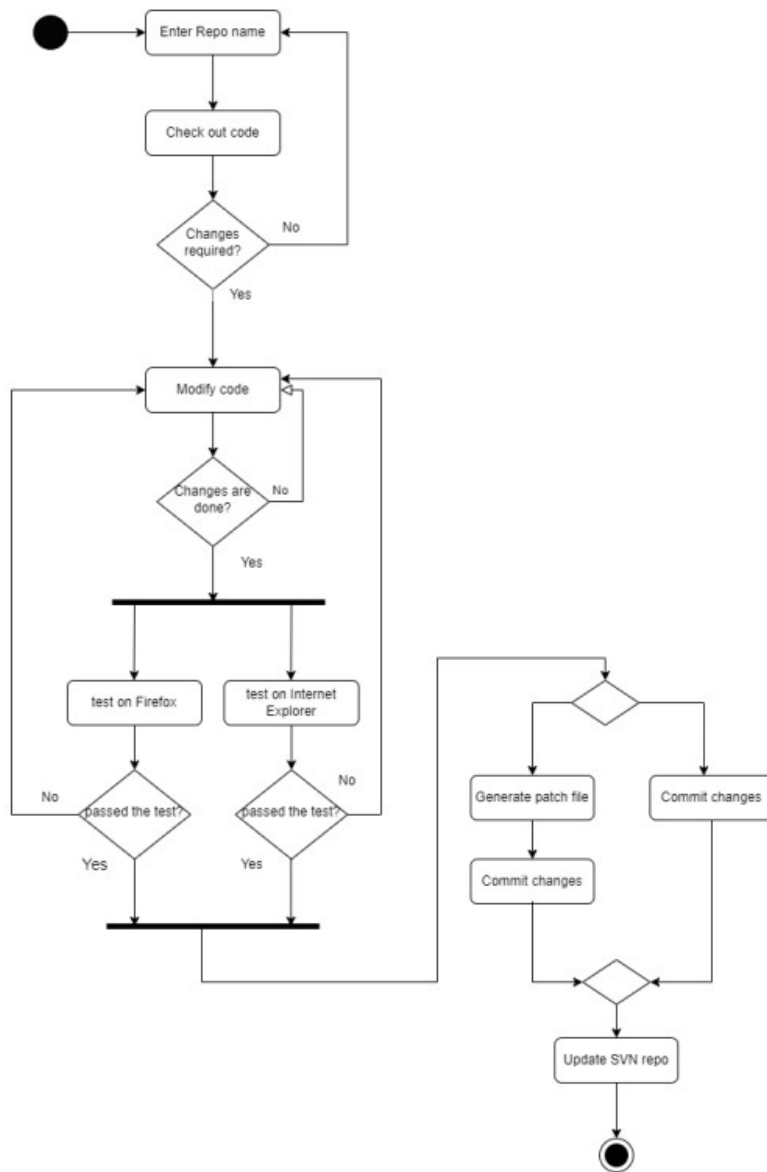 Enter Repo name
Check out code
No
Changes
required?
Yes
Modify code
Changes are
done?
No
Yes
test on Firefox
test on Internet
Explorer
No
passed the test?
Yes
No
passed the test?
Yes
Generate patch file
Commit changes
Commit changes
Update SVN repo